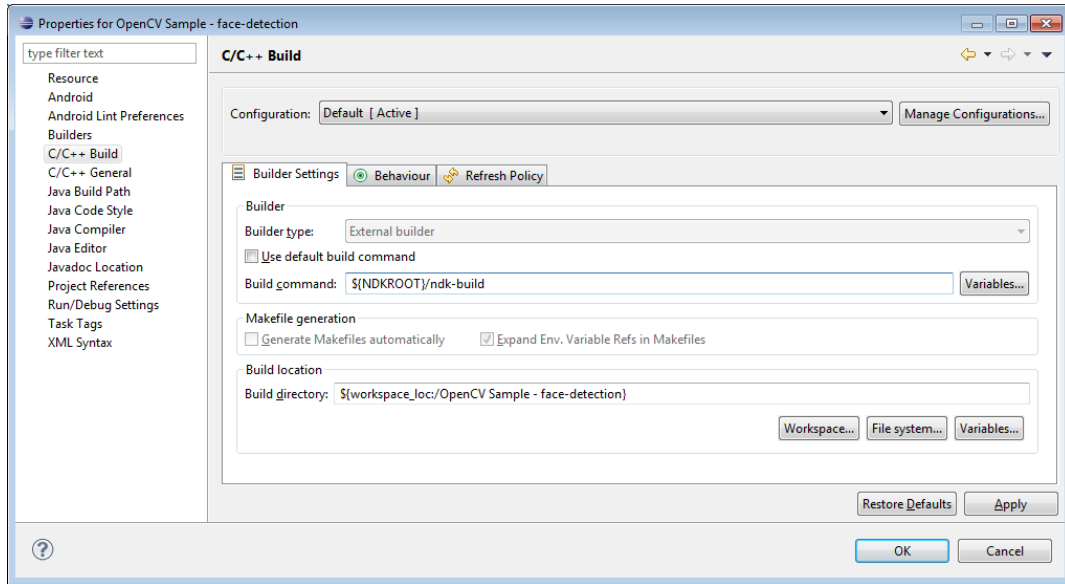 Properties for OpenCV Sample - face-detection
type filter text
Resource
Android
Android Lint Preferences
Builders
C/C++ Build
C/C++ General
Java Build Path
Java Code Style
Java Compiler
Java Editor
Javadoc Location
Project References
Run/Debug Settings
Task Tags
XML Syntax
C/C++ Build
Configuration: Default [ Active ] Manage Configurations...
Builder Settings Behaviour Refresh Policy
Builder
Builder type: External builder
Use default build command
Build command: ${NDKROOT}/ndk-build Variables...
Makefile generation
Generate Makefiles automatically Expand Env. Variable Refs in Makefiles
Build location
Build directory: ${workspace_loc:/OpenCV Sample - face-detection}
Workspace... File system... Variables...
Restore Defaults Apply
? OK Cancel